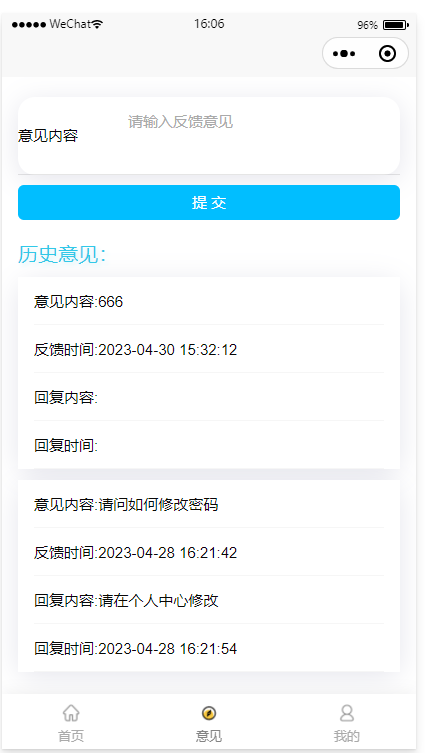 WeChat 16:06 96%
请输入反馈意见
意见内容
提交
历史意见:
意见内容:666
反馈时间:2023-04-30 15:32:12
回复内容:
回复时间:
意见内容:请问如何修改密码
反馈时间:2023-04-28 16:21:42
回复内容:请在个人中心修改
回复时间:2023-04-28 16:21:54
首页 意见 我的